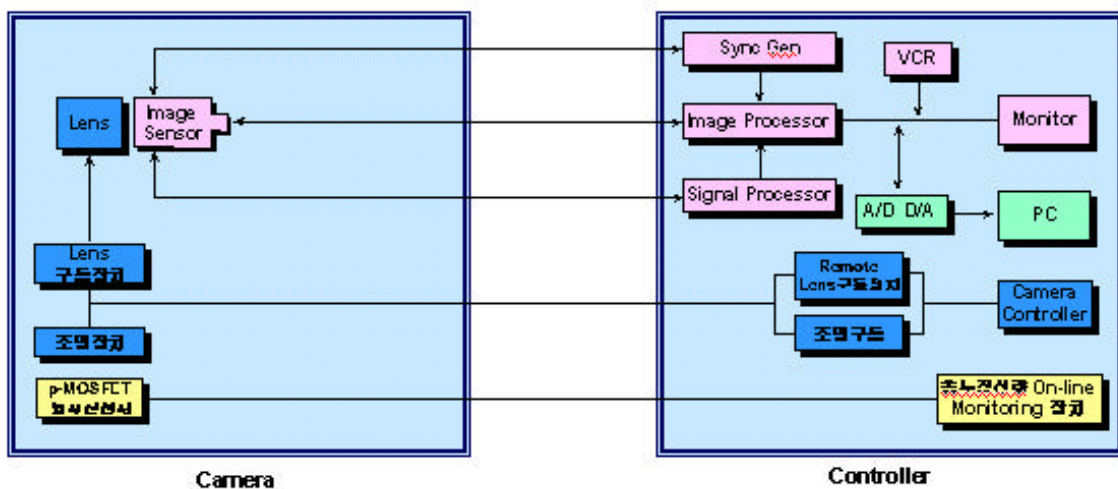 Lens
Image
Sensor
Lens
구동장치
조명장치
p-MOSFET
Sync Gen
VCR
Image Processor
Monitor
Signal Processor
A/D D/A
PC
Remote
Lens구동장치
조명구동
Camera
Controller
On-line
Monitoring 장치
Camera
Controller